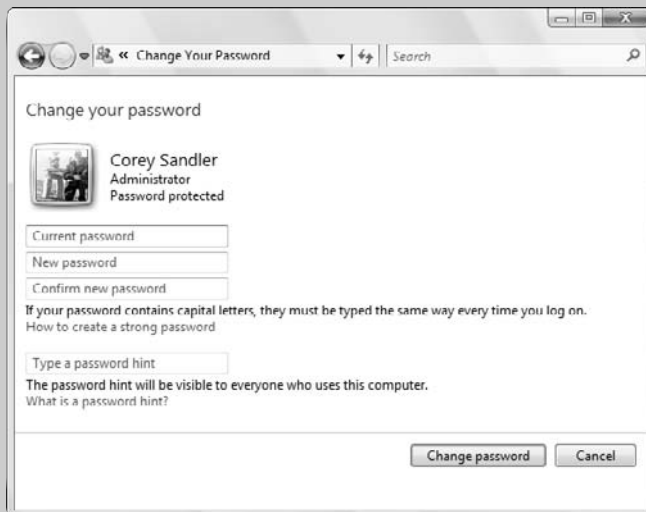 « Change Your Password
Search
Change your password
Corey Sandler
Administrator
Password protected
Current password
New password
Confirm new password
If your password contains capital letters, they must be typed the same way every time you log on.
How to create a strong password
Type a password hint
The password hint will be visible to everyone who uses this computer.
What is a password hint?
Change password
Cancel